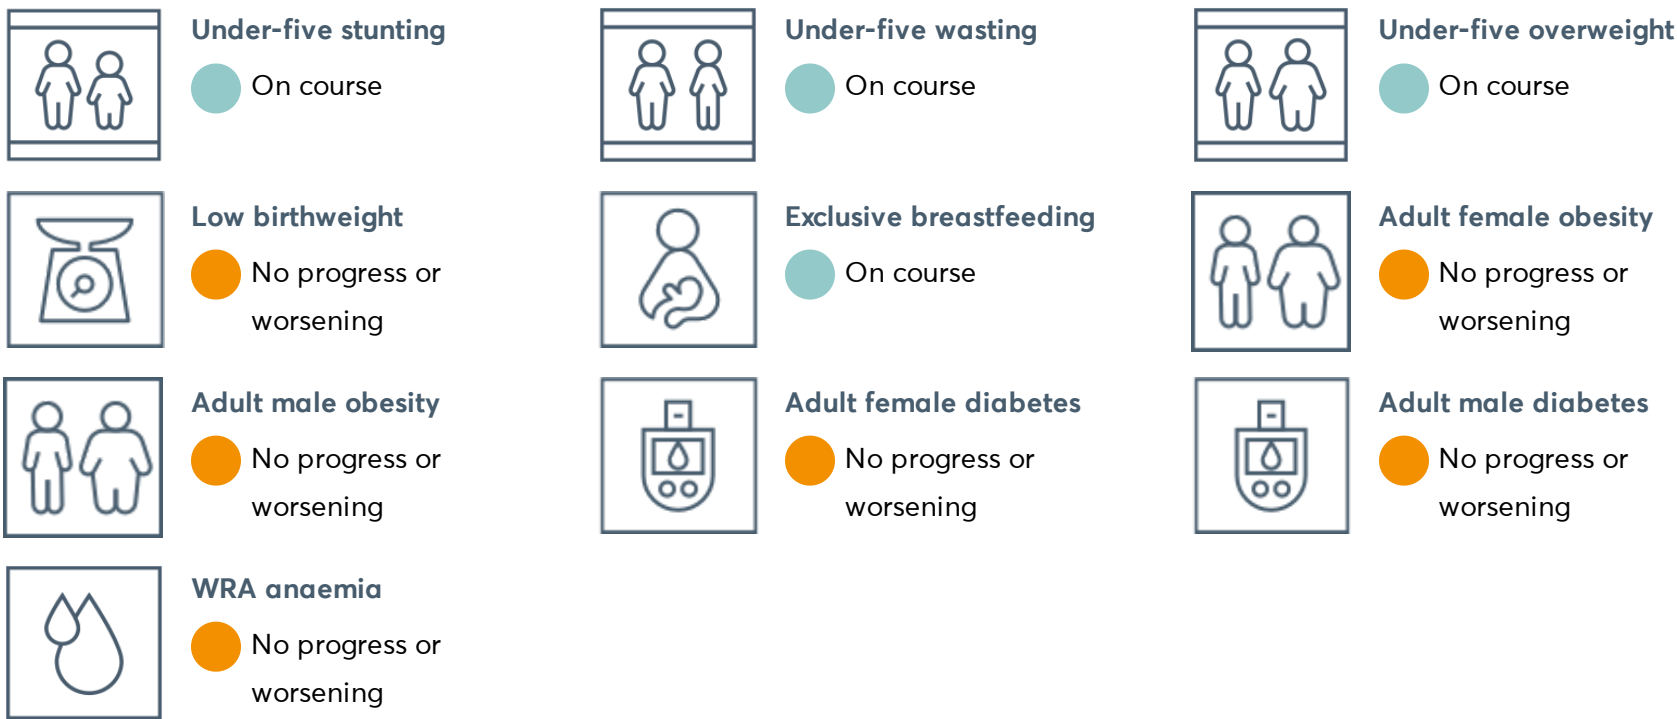 Under-five stunting
On course
Under-five wasting
On course
Under-five overweight
On course
Low birthweight
No progress or
worsening
Exclusive breastfeeding
On course
Adult female obesity
No progress or
worsening
Adult male obesity
No progress or
worsening
Adult female diabetes
No progress or
worsening
Adult male diabetes
No progress or
worsening
WRA anaemia
No progress or
worsening